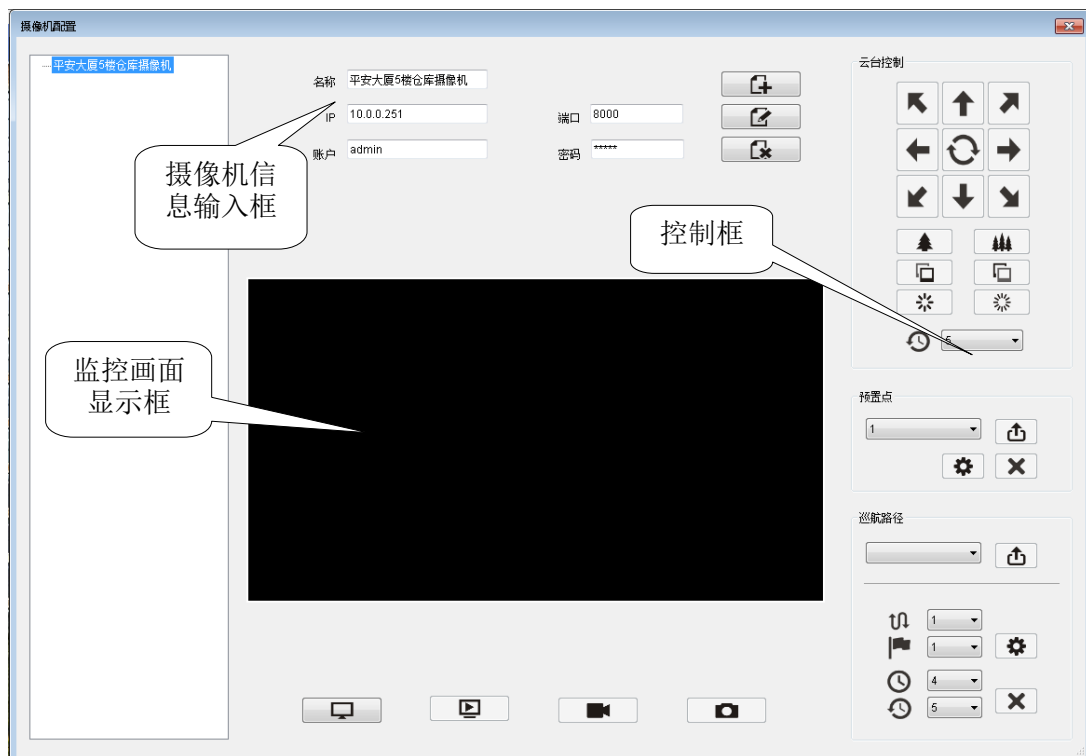 摄像机配置
平安大厦5楼仓库摄像机
名称 平安大厦5楼仓库摄像机
IP 10.0.0.251 端口 8000
账户 admin 密码 *****
摄像机信
息输入框
控制框
监控画面
显示框
云台控制
5
预置点
1
巡航路径
1
1
4
5